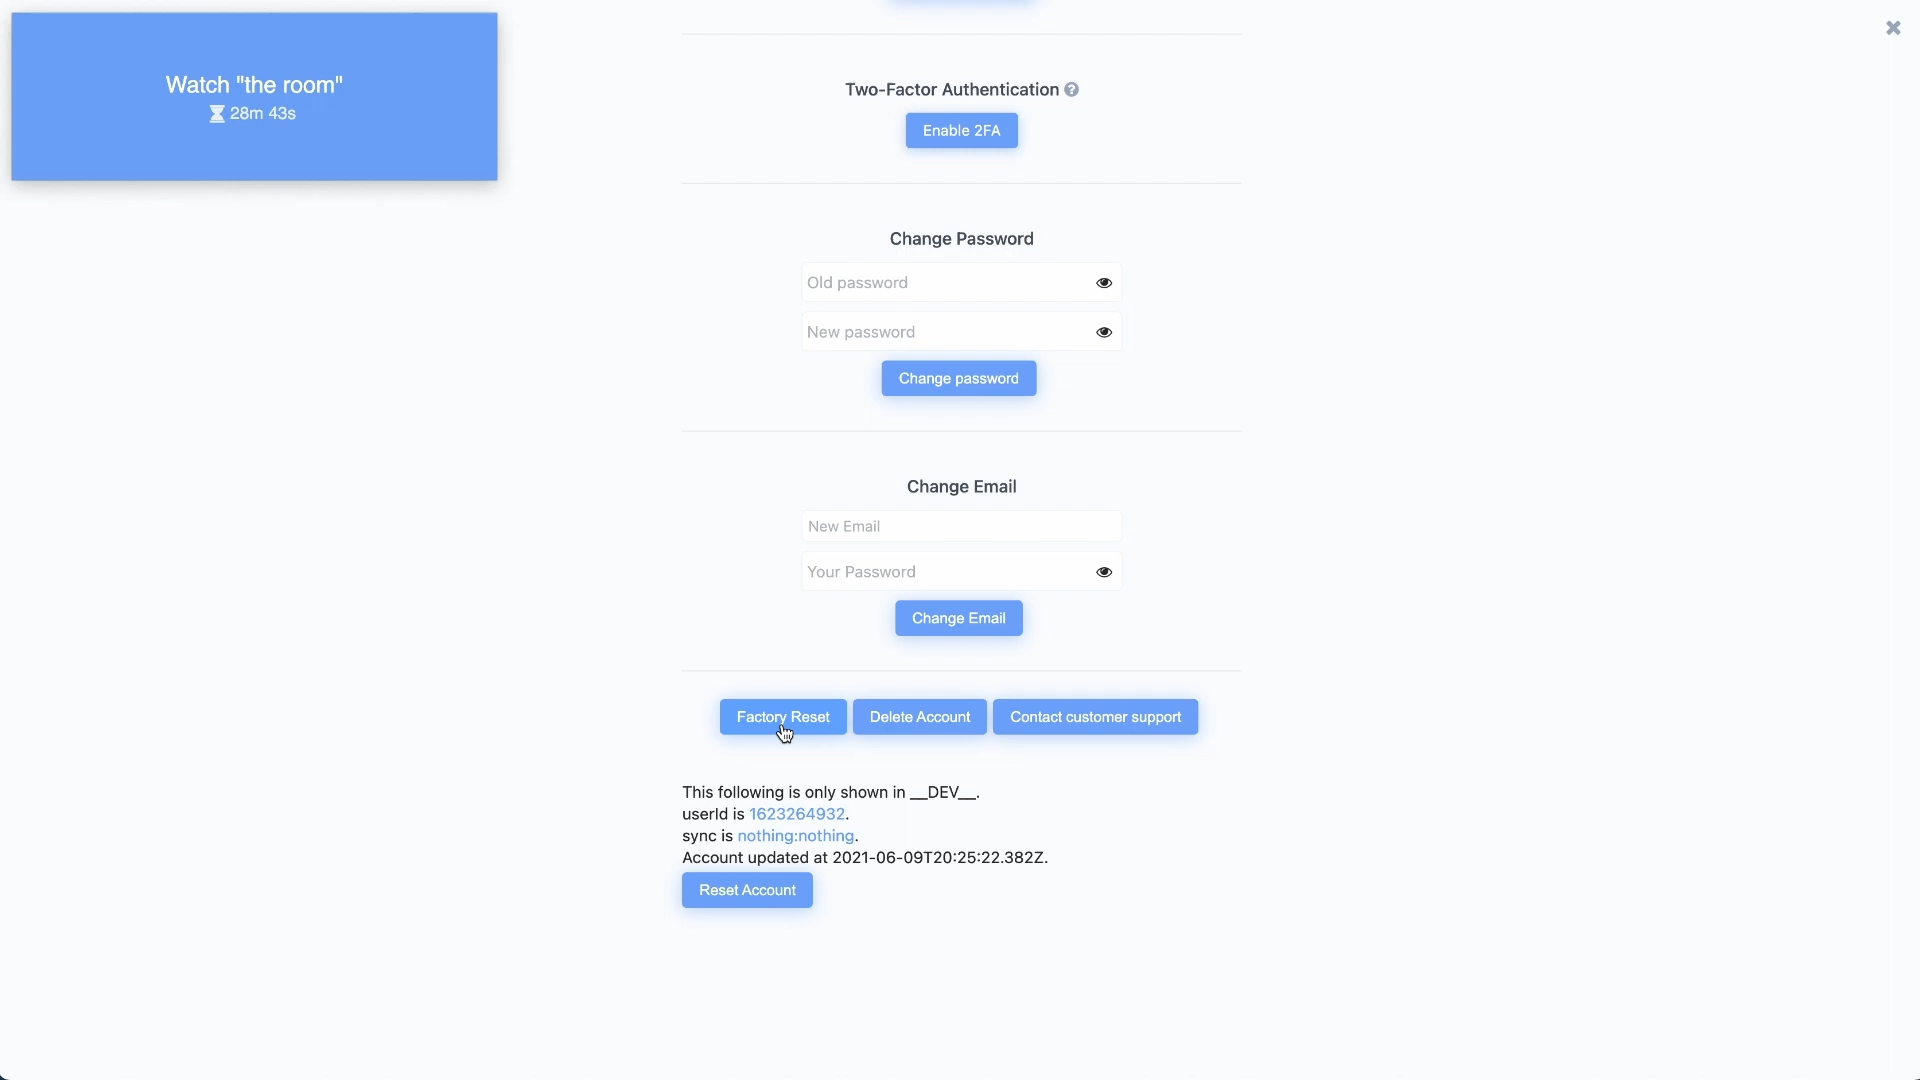 Watch "the room"
28m 43s
Two-Factor Authentication ?
Enable 2FA
Change Password
Old password
New password
Change password
Change Email
New Email
Your Password
Change Email
Factory Reset
Delete Account
Contact customer support
This following is only shown in __DEV__.
userId is 1623264932.
sync is nothing:nothing.
Account updated at 2021-06-09T20:25:22.382Z.
Reset Account